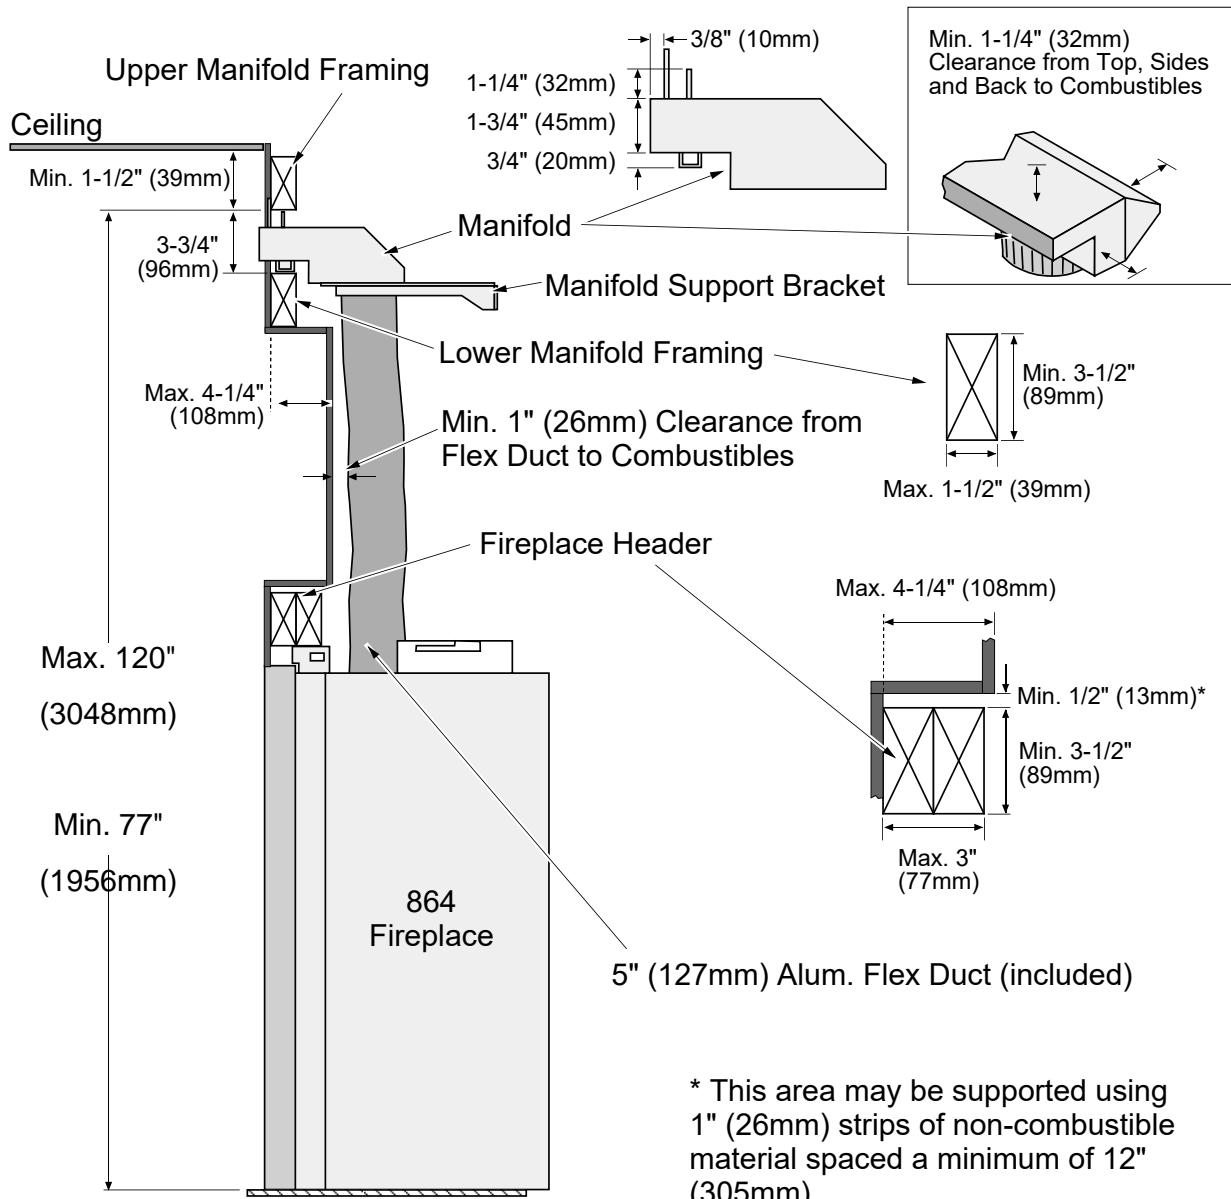 Upper Manifold Framing
Ceiling
Min. 1-1/2" (39mm)
3-3/4"
(96mm)
3/8" (10mm)
1-1/4" (32mm)
1-3/4" (45mm)
3/4" (20mm)
Min. 1-1/4" (32mm)
Clearance from Top, Sides
and Back to Combustibles
Manifold
Manifold Support Bracket
Lower Manifold Framing
Max. 4-1/4"
(108mm)
Min. 3-1/2"
(89mm)
Max. 1-1/2" (39mm)
Min. 1" (26mm) Clearance from
Flex Duct to Combustibles
Fireplace Header
Max. 4-1/4" (108mm)
Min. 1/2" (13mm)*
Min. 3-1/2"
(89mm)
Max. 3"
(77mm)
Max. 120"
(3048mm)
Min. 77"
(1956mm)
864
Fireplace
5" (127mm) Alum. Flex Duct (included)
* This area may be supported using
1" (26mm) strips of non-combustible
material spaced a minimum of 12"
(305mm)